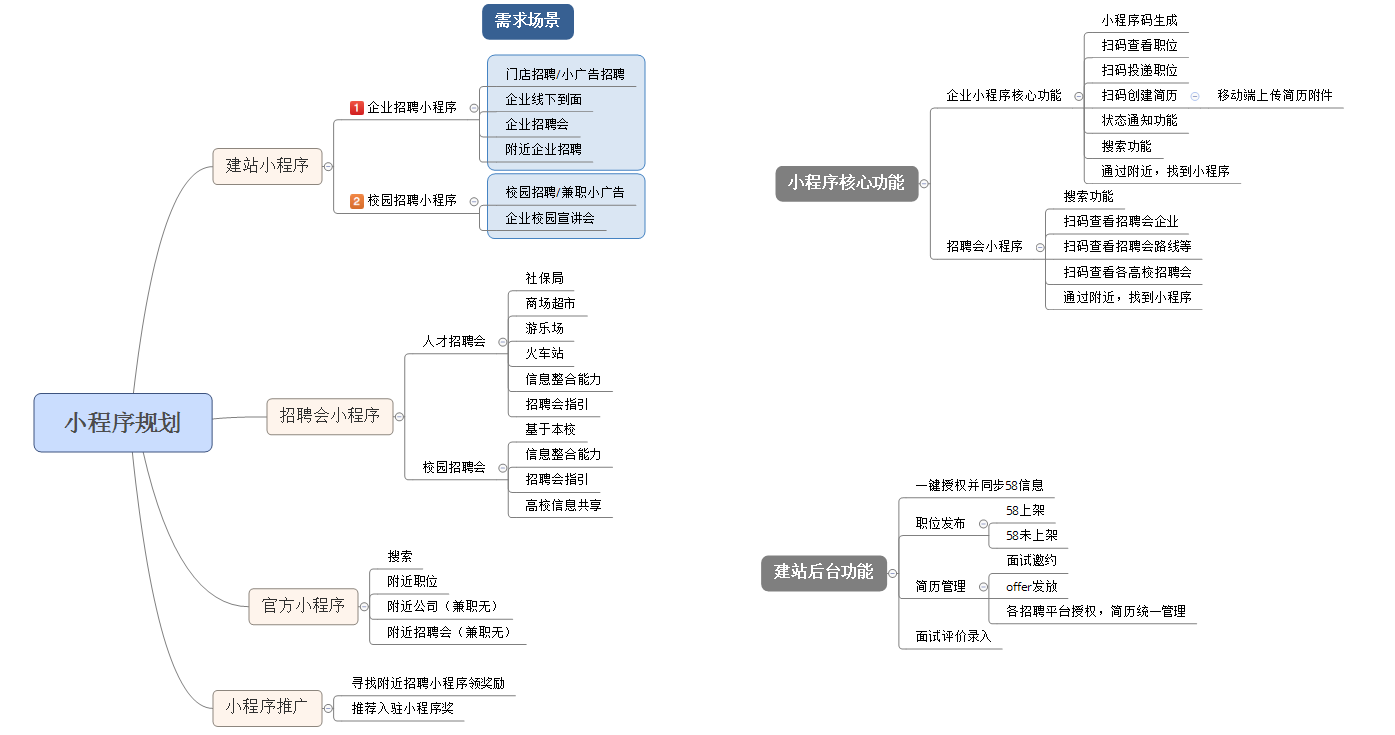 需求场景
小程序规划
建站小程序
1 企业招聘小程序
门店招聘/小广告招聘
企业线下到面
企业招聘会
附近企业招聘
2 校园招聘小程序
校园招聘/兼职小广告
企业校园宣讲会
招聘会小程序
人才招聘会
社保局
商场超市
游乐场
火车站
信息整合能力
招聘会指引
校园招聘会
基于本校
信息整合能力
招聘会指引
高校信息共享
官方小程序
搜索
附近职位
附近公司（兼职无）
附近招聘会（兼职无）
小程序推广
寻找附近招聘小程序领奖励
推荐入驻小程序奖
小程序核心功能
企业小程序核心功能
小程序码生成
扫码查看职位
扫码投递职位
扫码创建简历
移动端上传简历附件
状态通知功能
搜索功能
通过附近，找到小程序
招聘会小程序
搜索功能
扫码查看招聘会企业
扫码查看招聘会路线等
扫码查看各高校招聘会
通过附近，找到小程序
建站后台功能
一键授权并同步58信息
职位发布
58上架
58未上架
简历管理
面试邀约
offer发放
各招聘平台授权，简历统一管理
面试评价录入